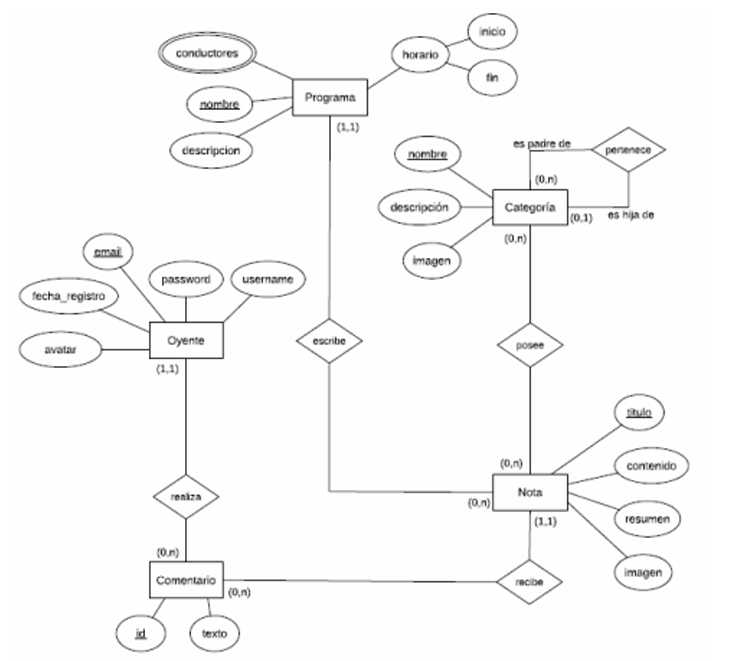 conductores
inicio
horario
fin
nombre
Programa
descripcion
(1,1)
nombre
es padre de
pertenece
(0,n)
descripción
Categoría
(0,1)
es hija de
(0,n)
imagen
email
password
username
fecha_registro
Oyente
avatar
(1,1)
escribe
posee
titulo
(0,n)
contenido
realiza
Nota
(0,n)
(1,1)
resumen
(0,n)
imagen
Comentario
(0,n)
recibe
id
texto